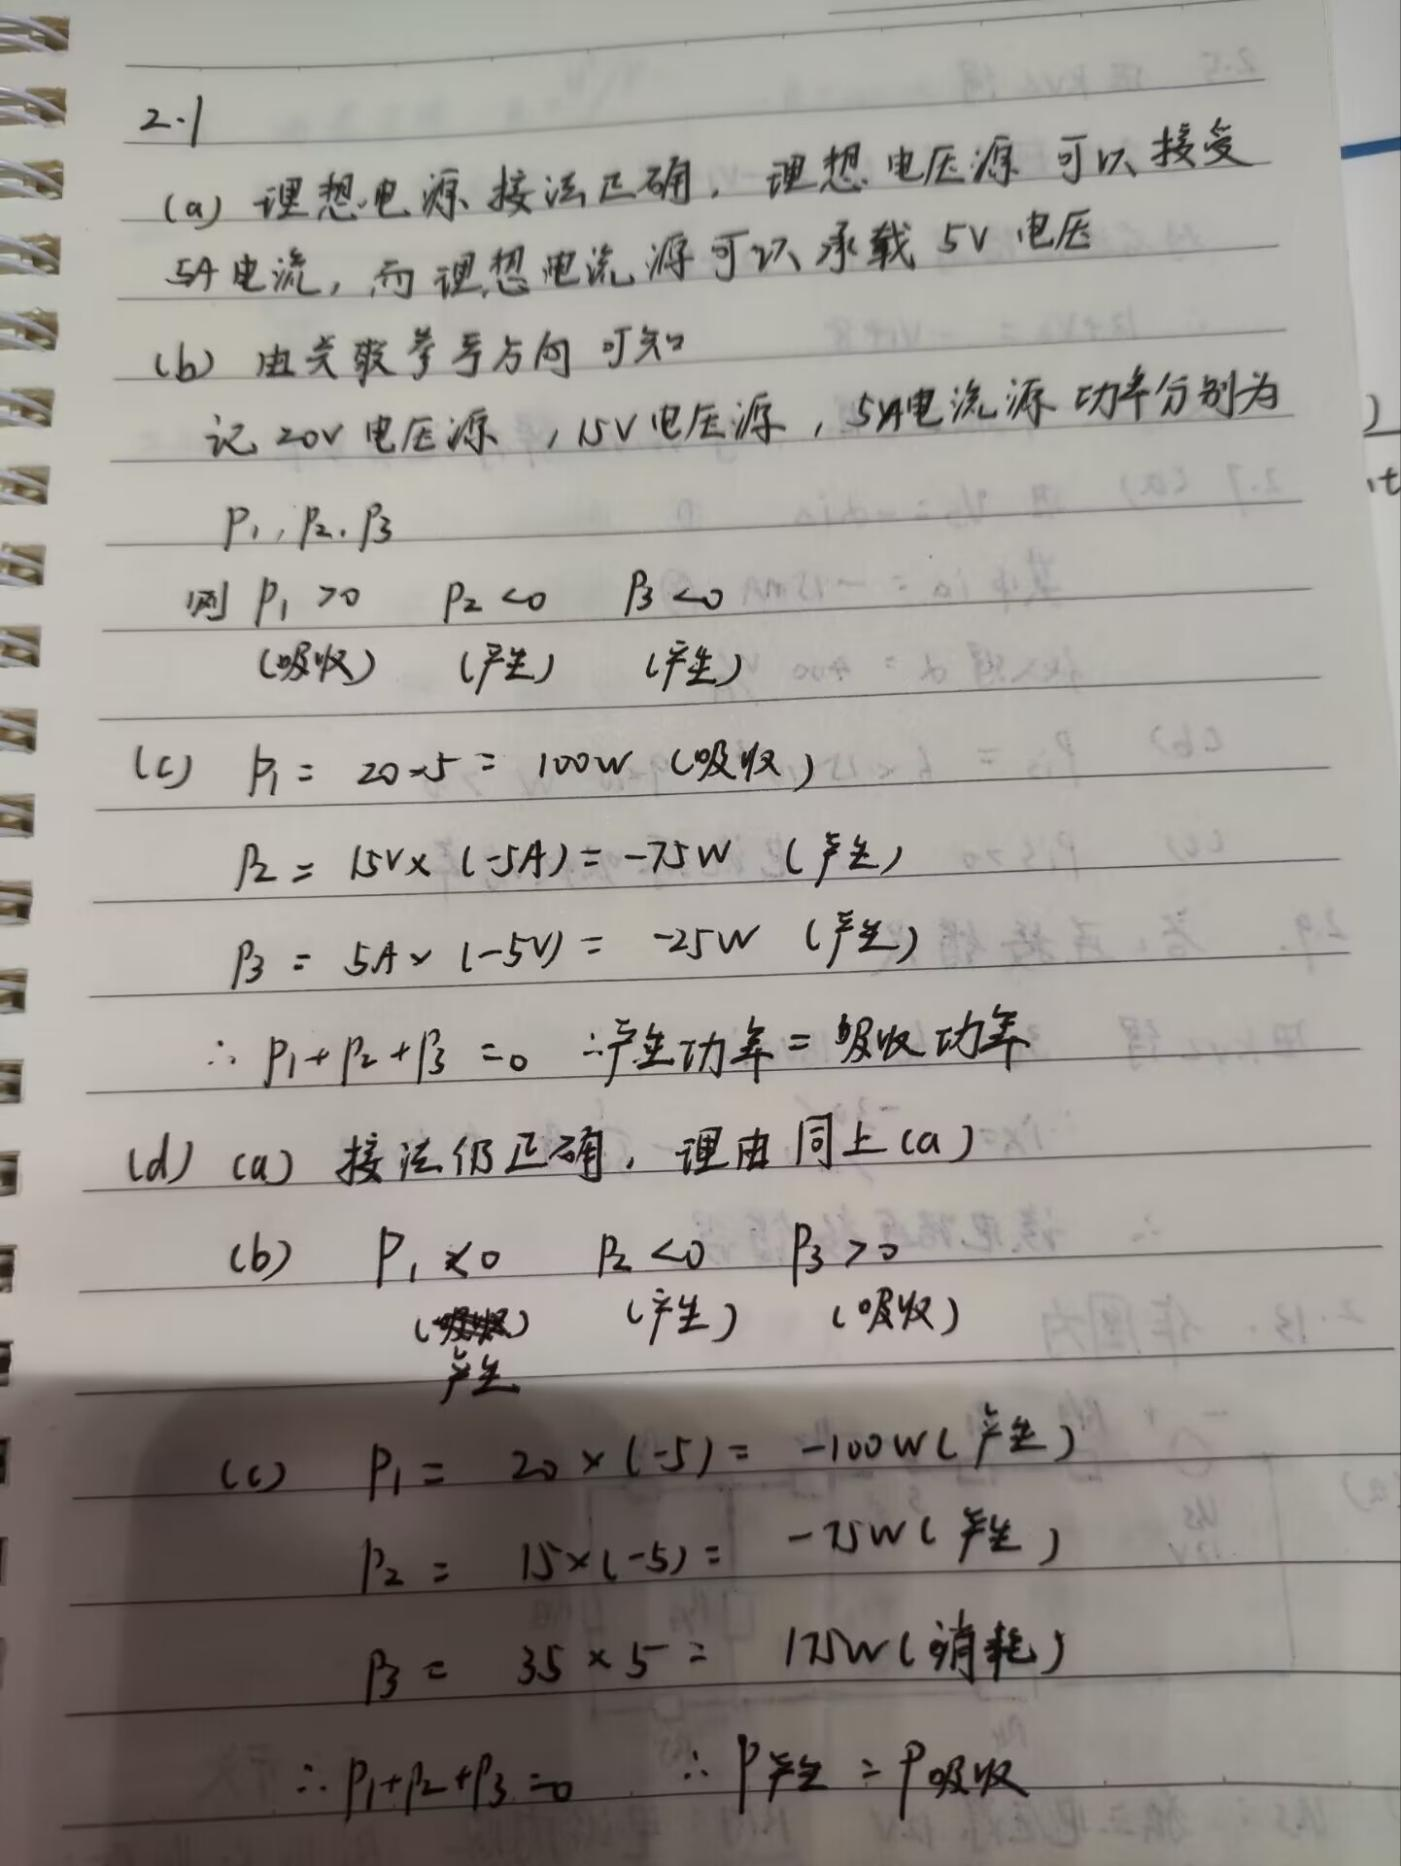 2.1
(a) 理想电源接法正确，理想电压源可以接受
5A电流，而理想电流源可以承载5V电压
(b) 由关联参考方向可知
记20V电压源，15V电压源，5A电流源功率分别为
P1，P2，P3
则 P1>0 P2<0 P3<0
(吸收) (产生) (产生)
(c) P1 = 20×5 = 100W (吸收)
P2 = 15V×(-5A) = -75W (产生)
P3 = 5A×(-5V) = -25W (产生)
∴ P1+P2+P3 =0 ∴产生功率=吸收功率
(d) (a) 接法仍正确，理由同上(a)
(b) P1<0 P2<0 P3>0
( ) (产生) (吸收)
产生
(c) P1 = 20×(-5) = -100W (产生)
P2 = 15×(-5) = -75W (产生)
P3 = 35×5 = 175W (消耗)
∴ P1+P2+P3=0 ∴ P产生 = P吸收